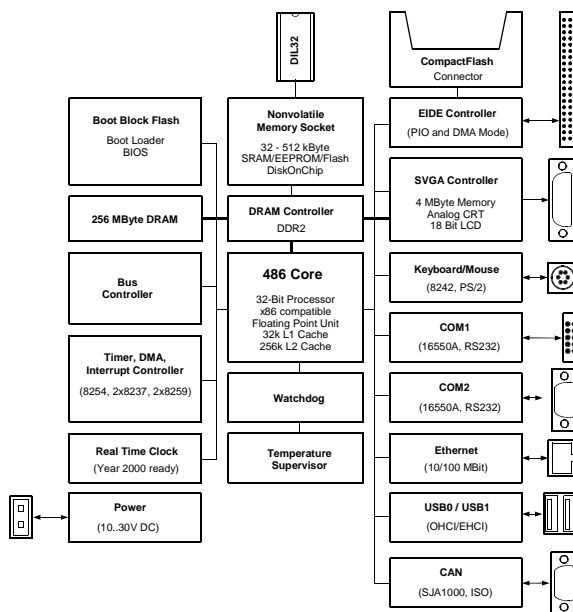 DIL32
CompactFlash
Connector
Boot Block Flash
Boot Loader
BIOS
Nonvolatile
Memory Socket
32 - 512 kByte
SRAM/EEPROM/Flash
DiskOnChip
EIDE Controller
(PIO and DMA Mode)
256 MByte DRAM
DRAM Controller
DDR2
SVGA Controller
4 MByte Memory
Analog CRT
18 Bit LCD
Bus
Controller
486 Core
32-Bit Processor
x86 compatible
Floating Point Unit
32k L1 Cache
256k L2 Cache
Keyboard/Mouse
(8242, PS/2)
COM1
(16550A, RS232)
Timer, DMA,
Interrupt Controller
(8254, 2x8237, 2x8259)
Watchdog
COM2
(16550A, RS232)
Real Time Clock
(Year 2000 ready)
Temperature
Supervisor
Ethernet
(10/100 MBit)
Power
(10..30V DC)
USB0 / USB1
(OHCI/EHCI)
CAN
(SJA1000, ISO)